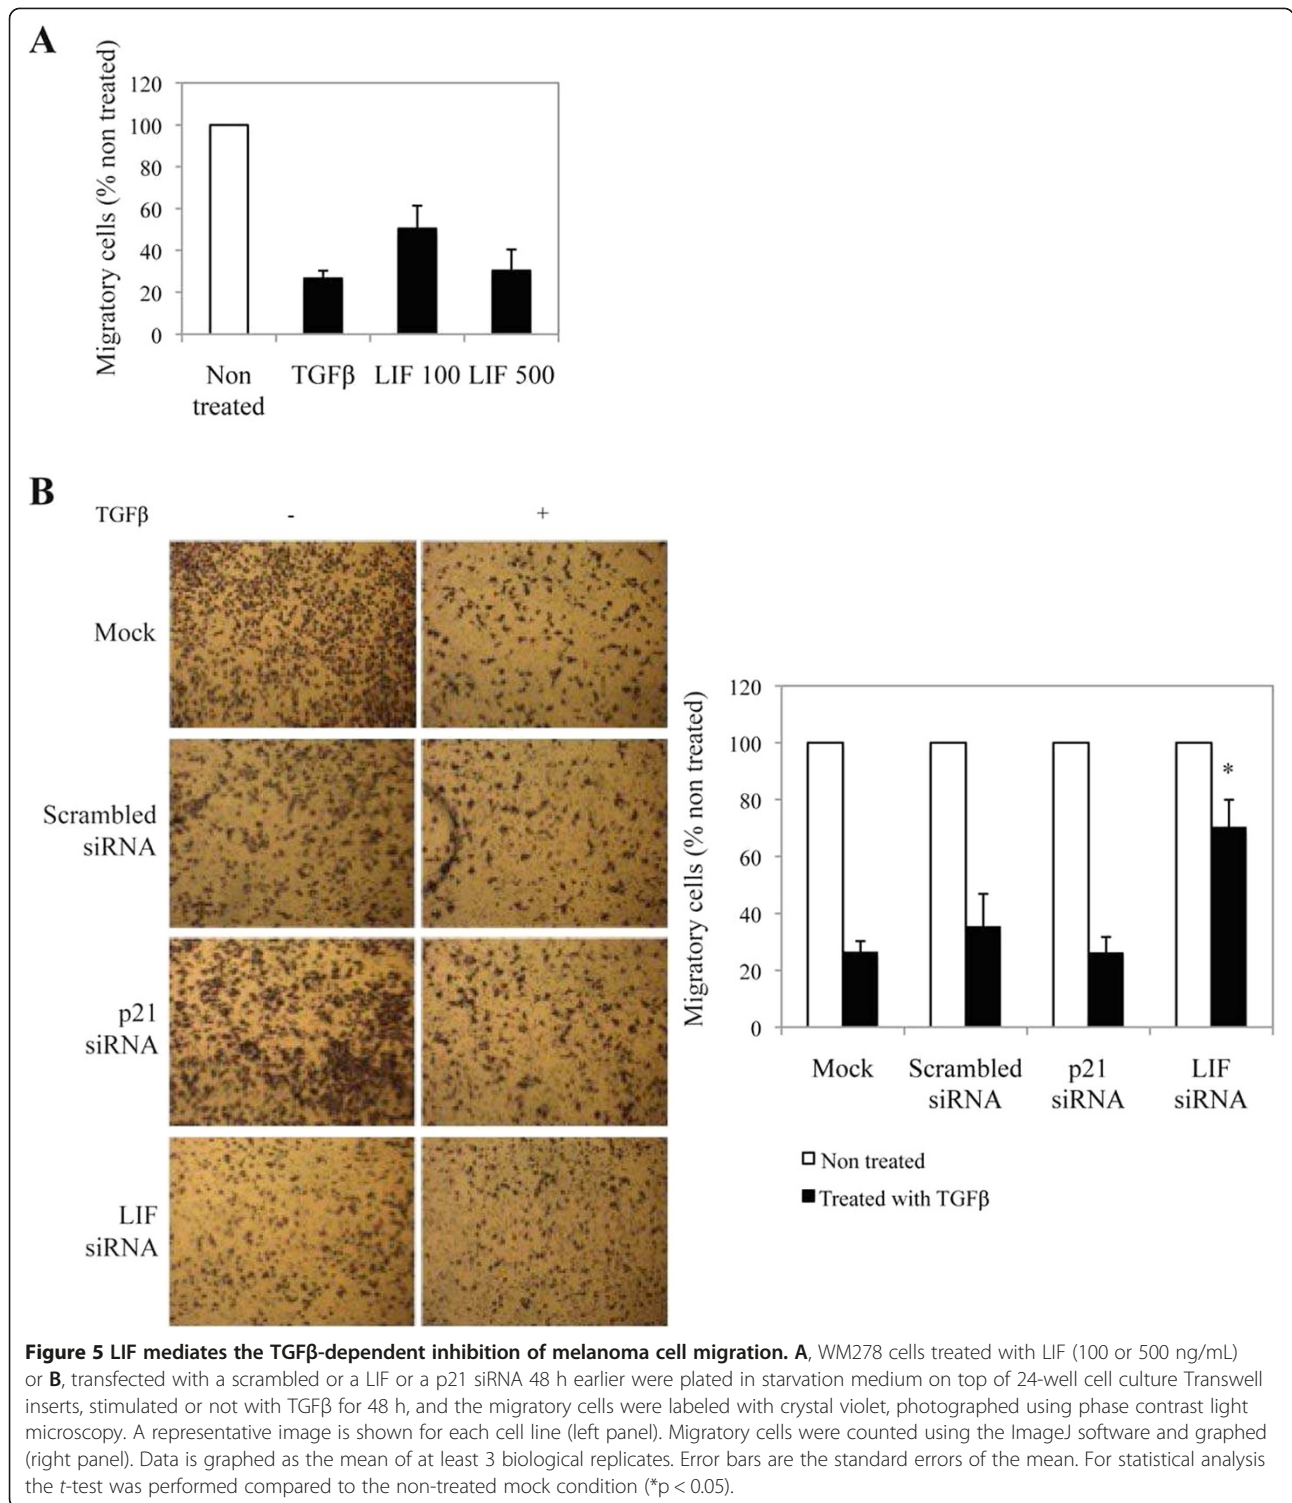 A
Migratory cells (% non treated)
120
100
80
60
40
20
0
Non
treated
TGFβ
LIF 100
LIF 500
B
TGFβ
-
+
Mock
Scrambled
siRNA
p21
siRNA
LIF
siRNA
Migratory cells (% non treated)
120
100
80
60
40
20
0
*
Mock
Scrambled
siRNA
p21
siRNA
LIF
siRNA
Non treated
Treated with TGFβ
Figure 5 LIF mediates the TGFβ-dependent inhibition of melanoma cell migration. A, WM278 cells treated with LIF (100 or 500 ng/mL)
or B, transfected with a scrambled or a LIF or a p21 siRNA 48 h earlier were plated in starvation medium on top of 24-well cell culture Transwell
inserts, stimulated or not with TGFβ for 48 h, and the migratory cells were labeled with crystal violet, photographed using phase contrast light
microscopy. A representative image is shown for each cell line (left panel). Migratory cells were counted using the ImageJ software and graphed
(right panel). Data is graphed as the mean of at least 3 biological replicates. Error bars are the standard errors of the mean. For statistical analysis
the t-test was performed compared to the non-treated mock condition (*p < 0.05).